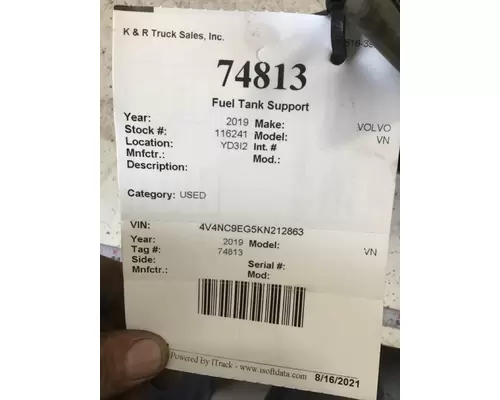 K & R Truck Sales, Inc.
74813
Fuel Tank Support
Year: 2019 Make: VOLVO
Stock #: 116241 Model: VN
Location: YD3I2 Int. #
Mnfctr.: Mod.:
Description:
Category: USED
VIN: 4V4NC9EG5KN212863
Year: 2019 Model: VN
Tag #: 74813
Side: Serial #:
Mnfctr.: Mod:
Powered by ITrack - www.isoftdata.com 8/16/2021